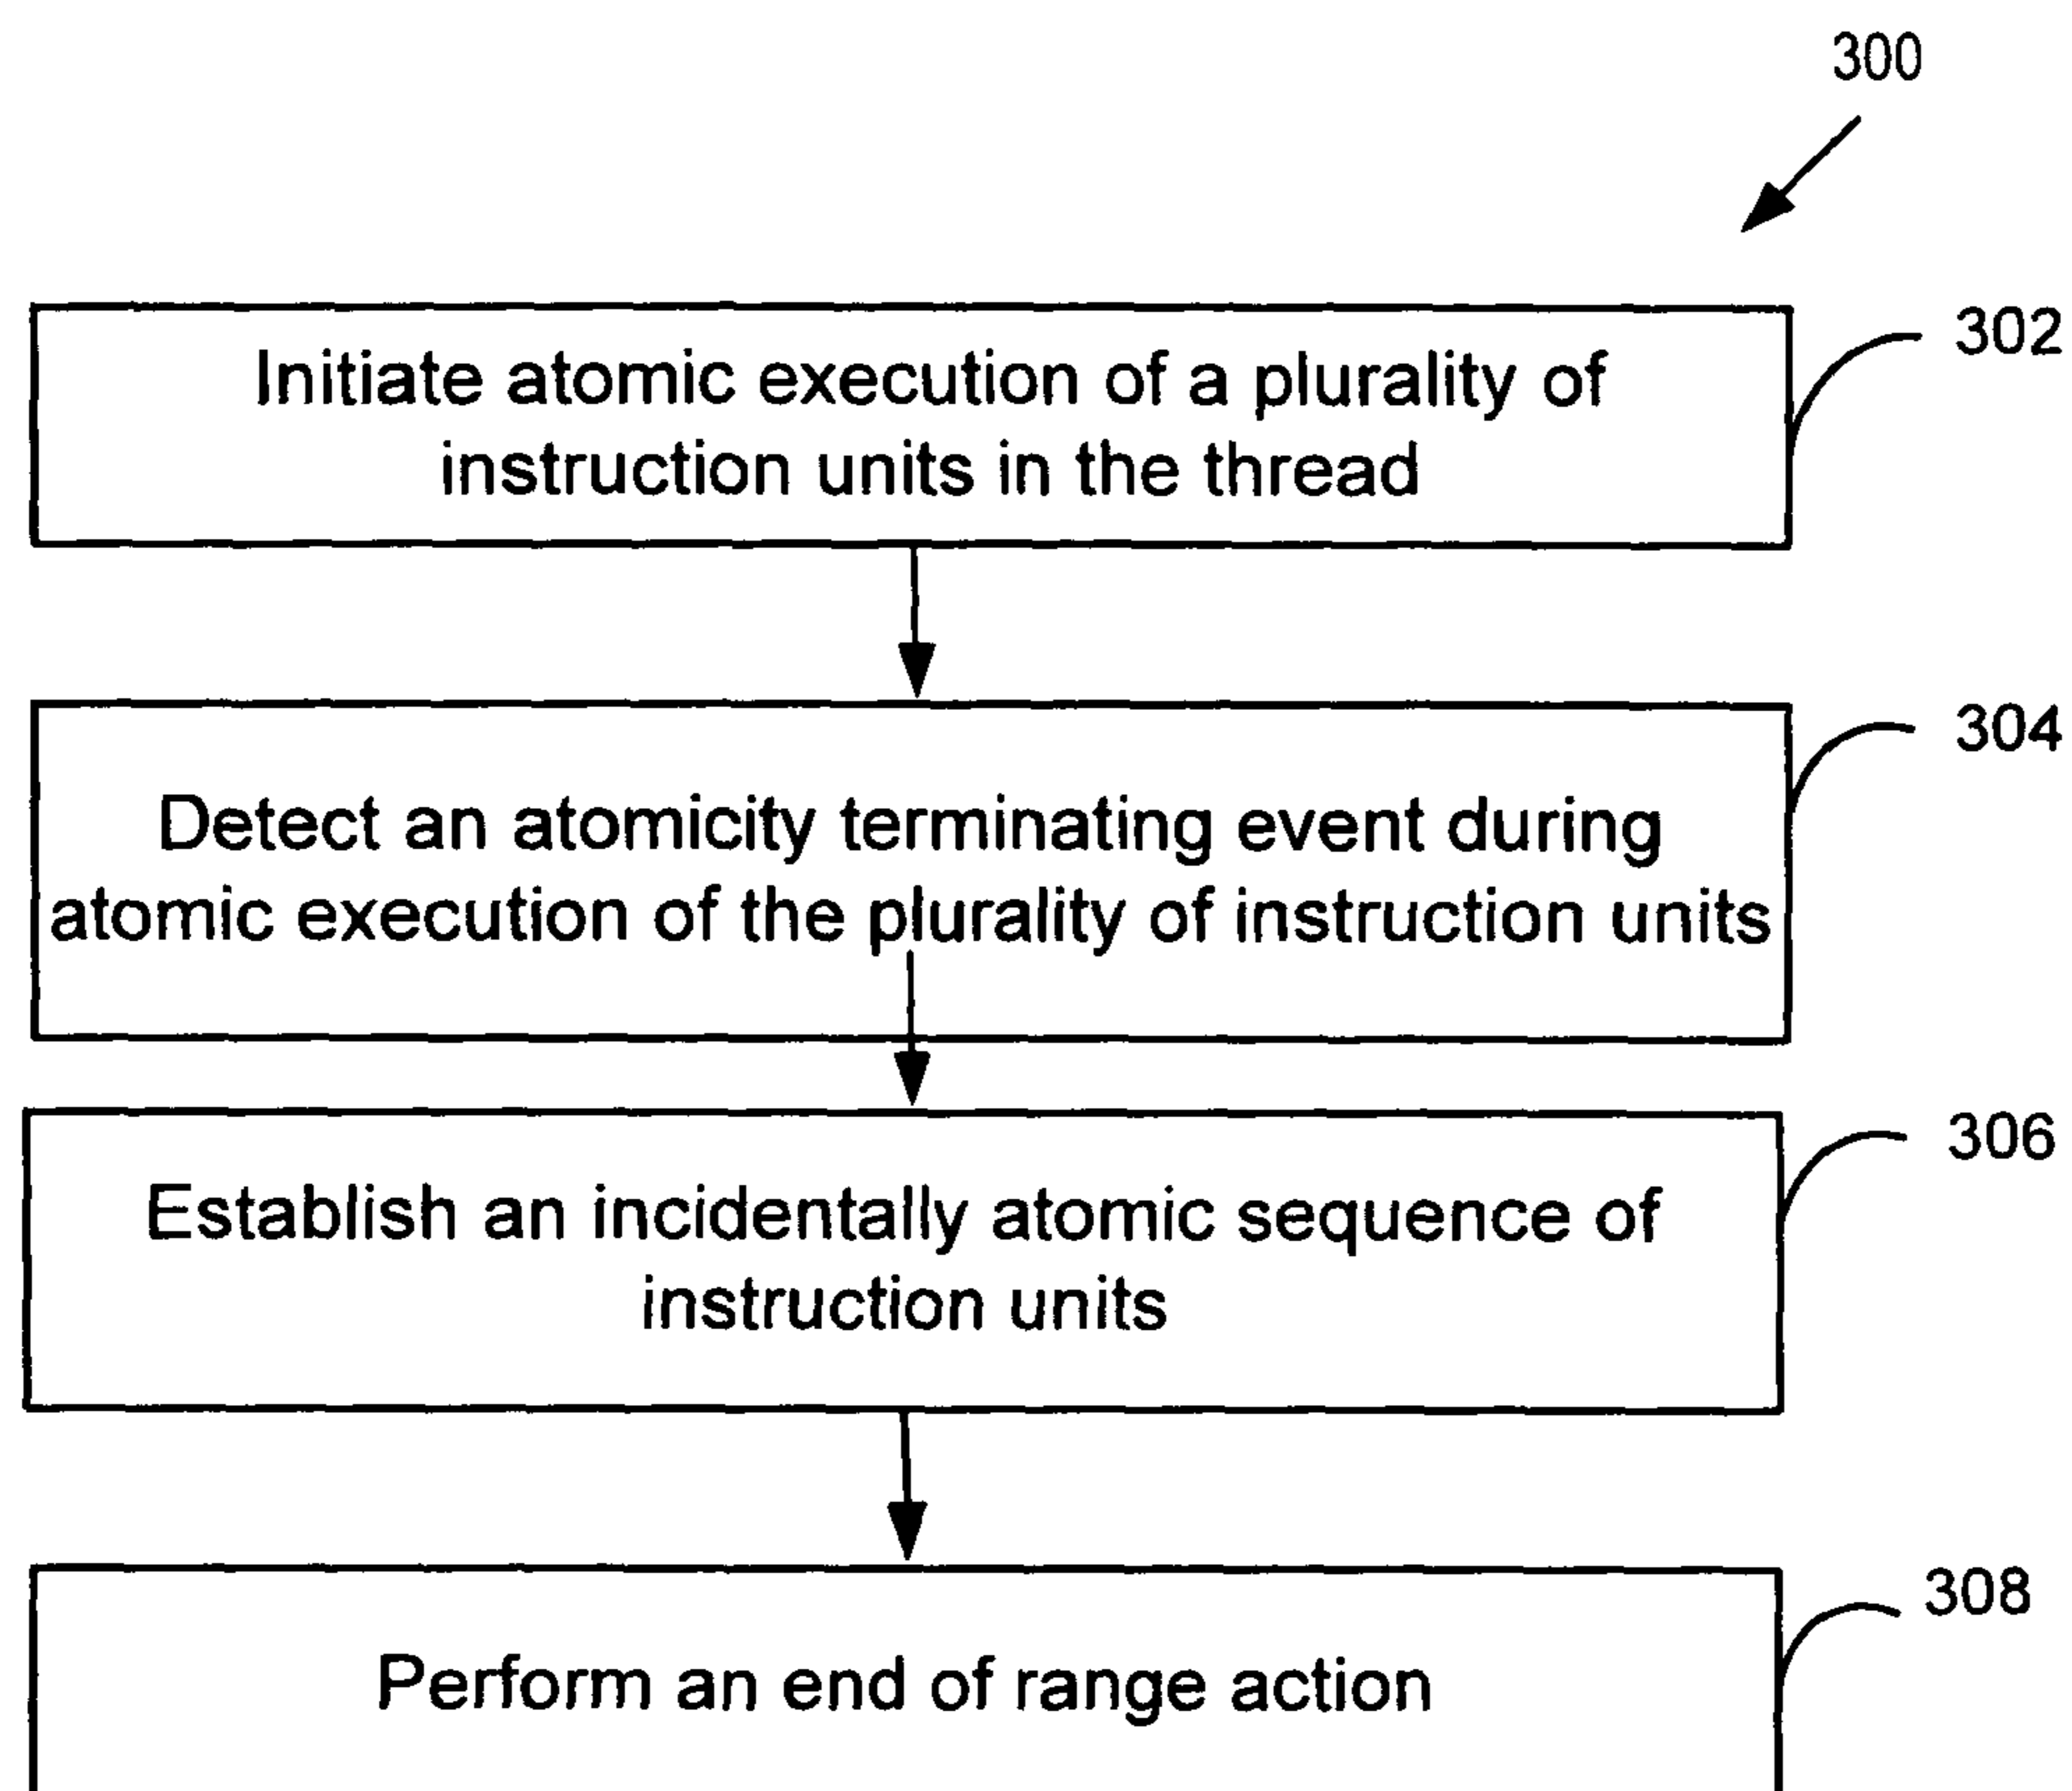 300
302
Initiate atomic execution of a plurality of
instruction units in the thread
304
Detect an atomicity terminating event during
atomic execution of the plurality of instruction units
306
Establish an incidentally atomic sequence of
instruction units
308
Perform an end of range action